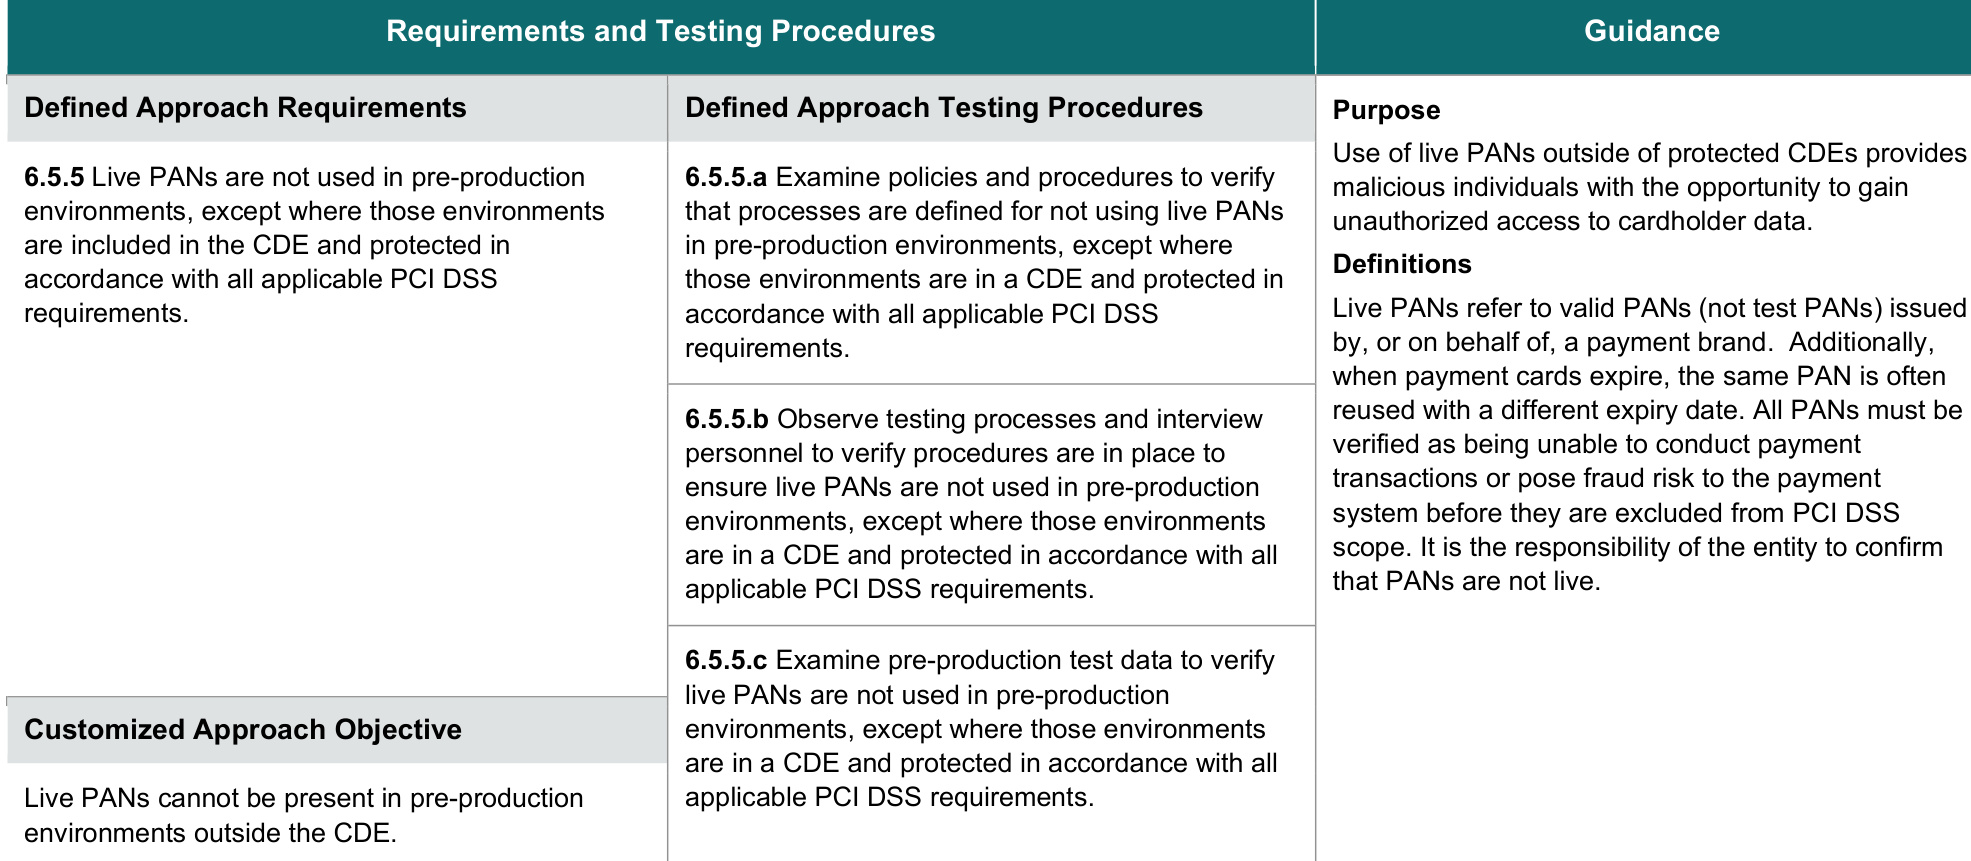 Requirements and Testing Procedures
Guidance
Defined Approach Requirements
6.5.5 Live PANs are not used in pre-production
environments, except where those environments
are included in the CDE and protected in
accordance with all applicable PCI DSS
requirements.
Customized Approach Objective
Live PANs cannot be present in pre-production
environments outside the CDE.
Defined Approach Testing Procedures
6.5.5.a Examine policies and procedures to verify
that processes are defined for not using live PANs
in pre-production environments, except where
those environments are in a CDE and protected in
accordance with all applicable PCI DSS
requirements.
6.5.5.b Observe testing processes and interview
personnel to verify procedures are in place to
ensure live PANs are not used in pre-production
environments, except where those environments
are in a CDE and protected in accordance with all
applicable PCI DSS requirements.
6.5.5.c Examine pre-production test data to verify
live PANs are not used in pre-production
environments, except where those environments
are in a CDE and protected in accordance with all
applicable PCI DSS requirements.
Purpose
Use of live PANs outside of protected CDEs provides
malicious individuals with the opportunity to gain
unauthorized access to cardholder data.
Definitions
Live PANs refer to valid PANs (not test PANs) issued
by, or on behalf of, a payment brand.  Additionally,
when payment cards expire, the same PAN is often
reused with a different expiry date. All PANs must be
verified as being unable to conduct payment
transactions or pose fraud risk to the payment
system before they are excluded from PCI DSS
scope. It is the responsibility of the entity to confirm
that PANs are not live.